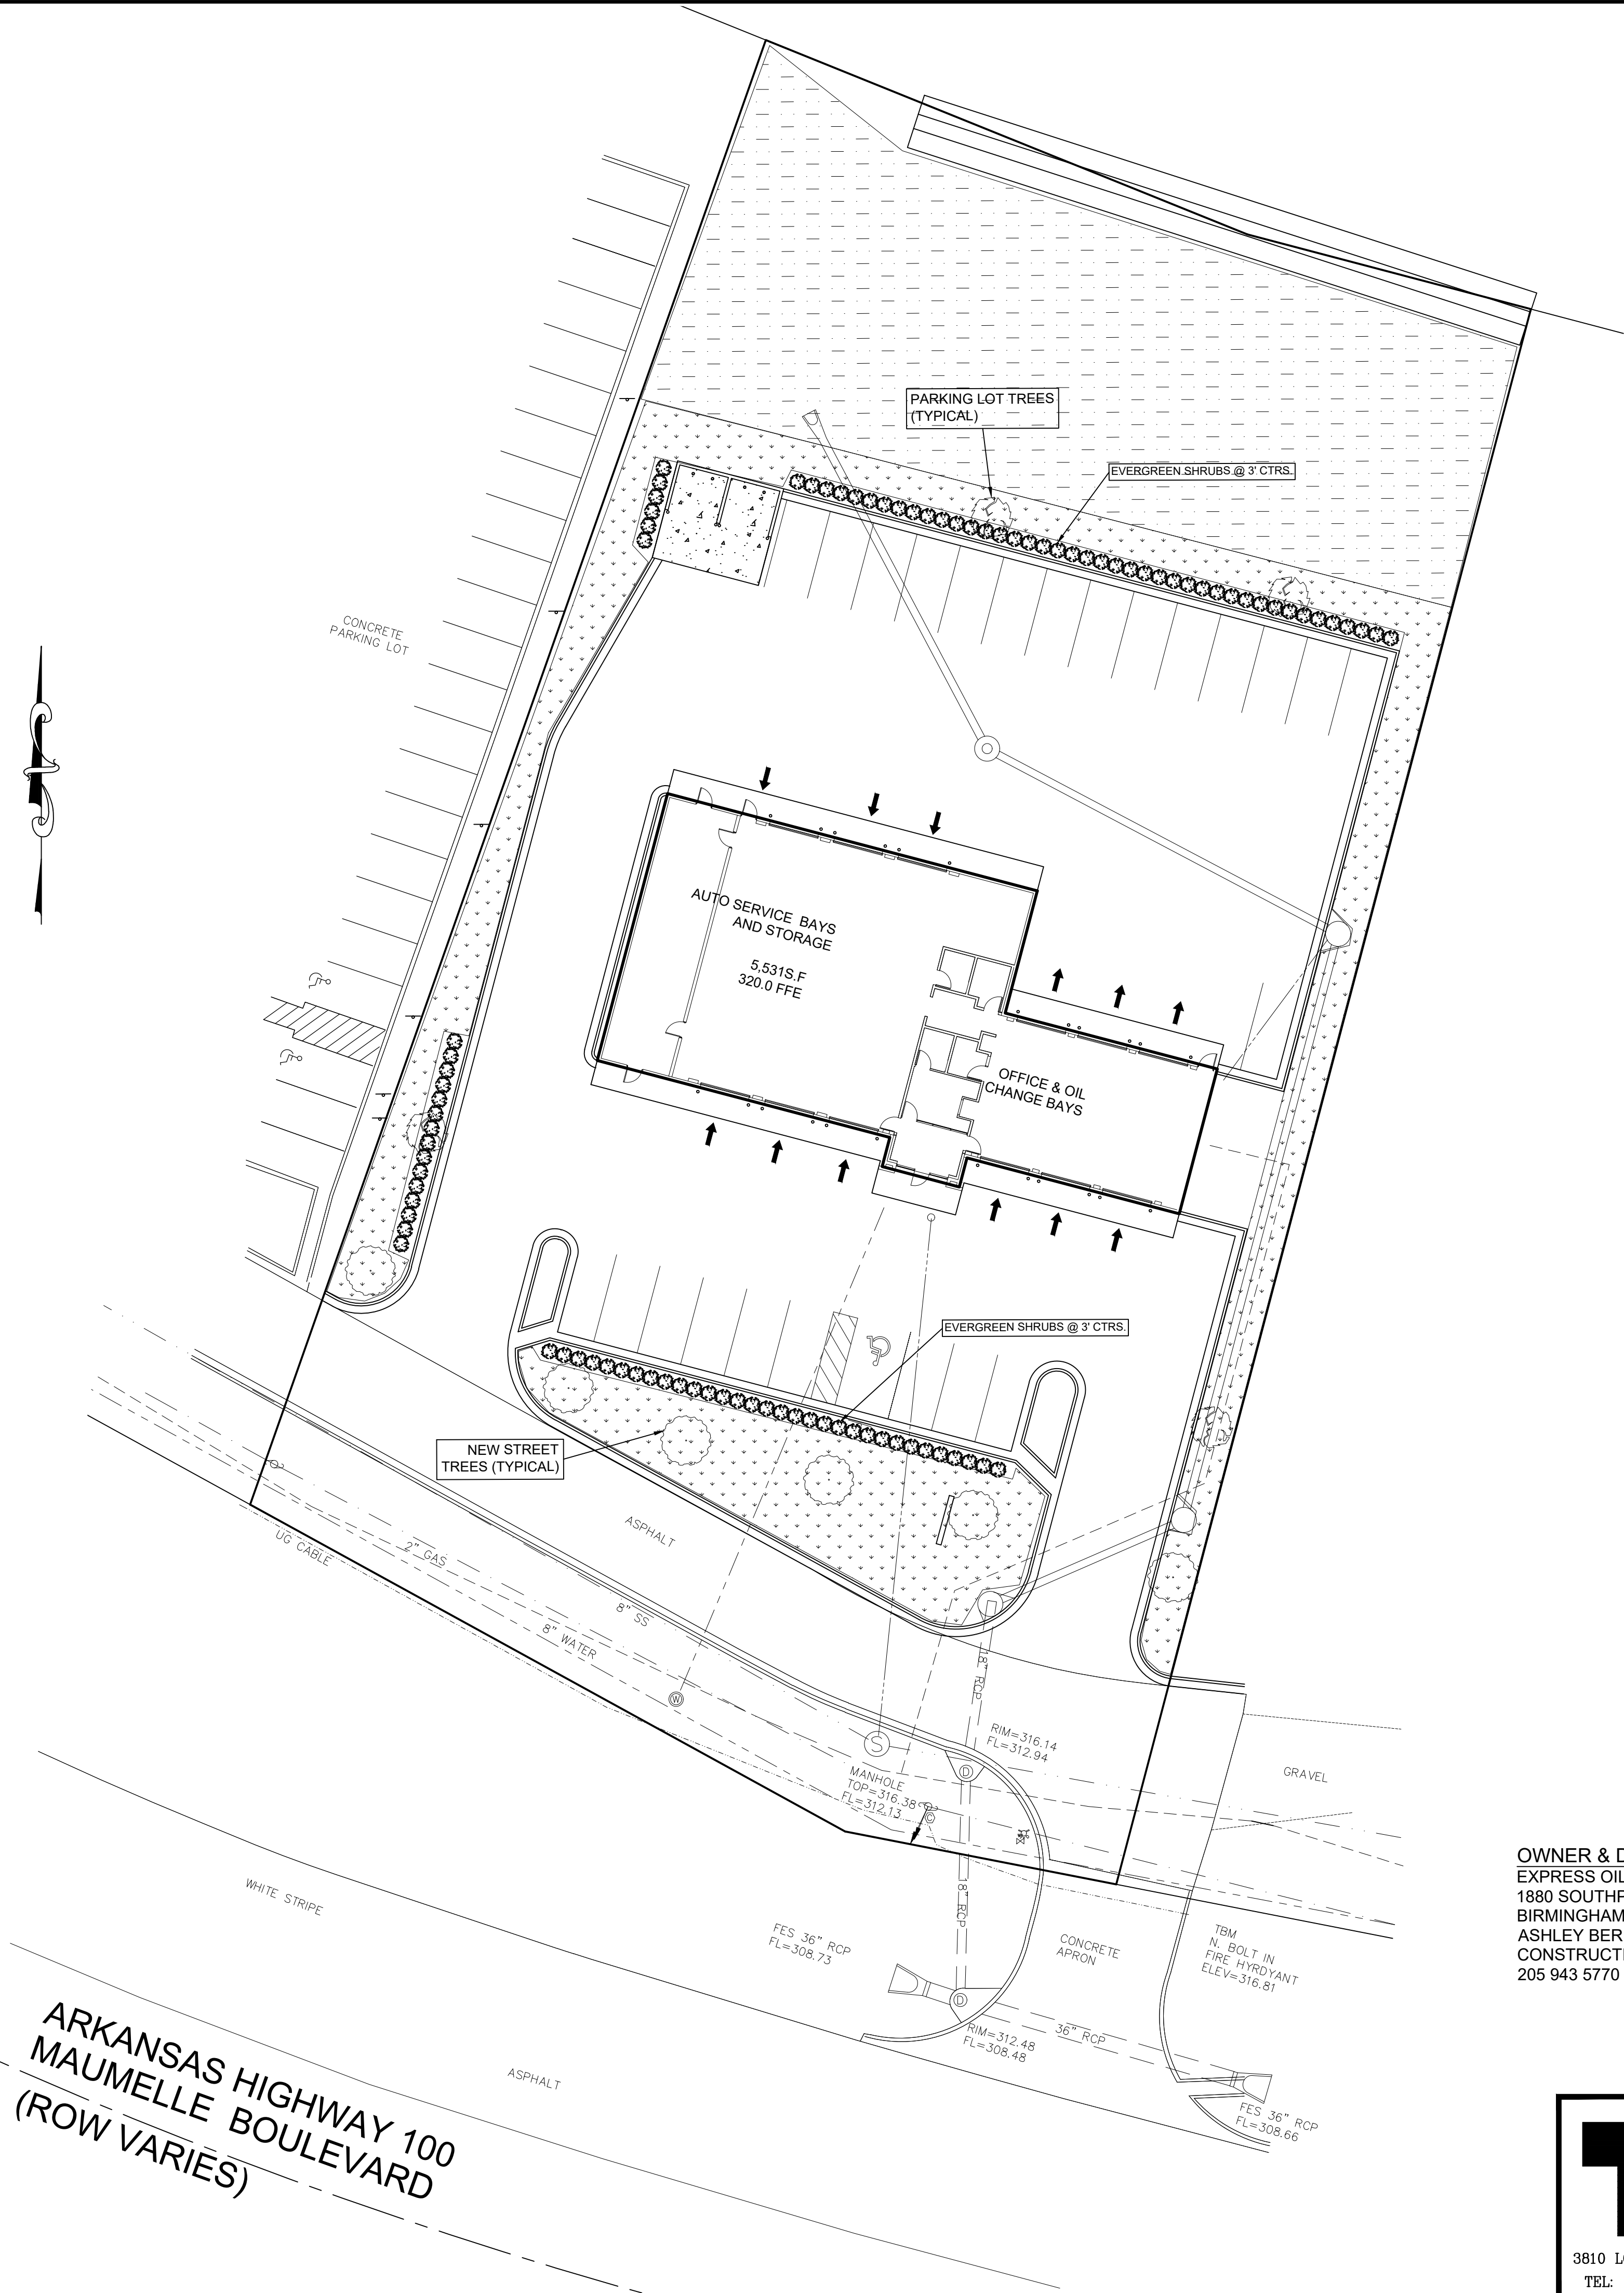 PARKING LOT TREES
(TYPICAL)
EVERGREEN SHRUBS @ 3' CTRS.
CONCRETE
PARKING LOT
AUTO SERVICE BAYS
AND STORAGE
5,531S.F
320.0 FFE
OFFICE & OIL
CHANGE BAYS
EVERGREEN SHRUBS @ 3' CTRS.
NEW STREET
TREES (TYPICAL)
ASPHALT
UG CABLE
2" GAS
8" SS
8" WATER
W
S
18" RCP
RIM=316.14
FL=312.94
D
MANHOLE
TOP=316.38
FL=312.13
C
GRAVEL
WHITE STRIPE
18" RCP
FES 36" RCP
FL=308.73
CONCRETE
APRON
TBM
N. BOLT IN
FIRE HYRDYANT
ELEV=316.81
D
RIM=312.48
FL=308.48
36" RCP
FES 36" RCP
FL=308.66
ASPHALT
ARKANSAS HIGHWAY 100
MAUMELLE BOULEVARD
(ROW VARIES)
OWNER & D
EXPRESS OIL
1880 SOUTHP
BIRMINGHAM
ASHLEY BER
CONSTRUCT
205 943 5770
3810 L
TEL: